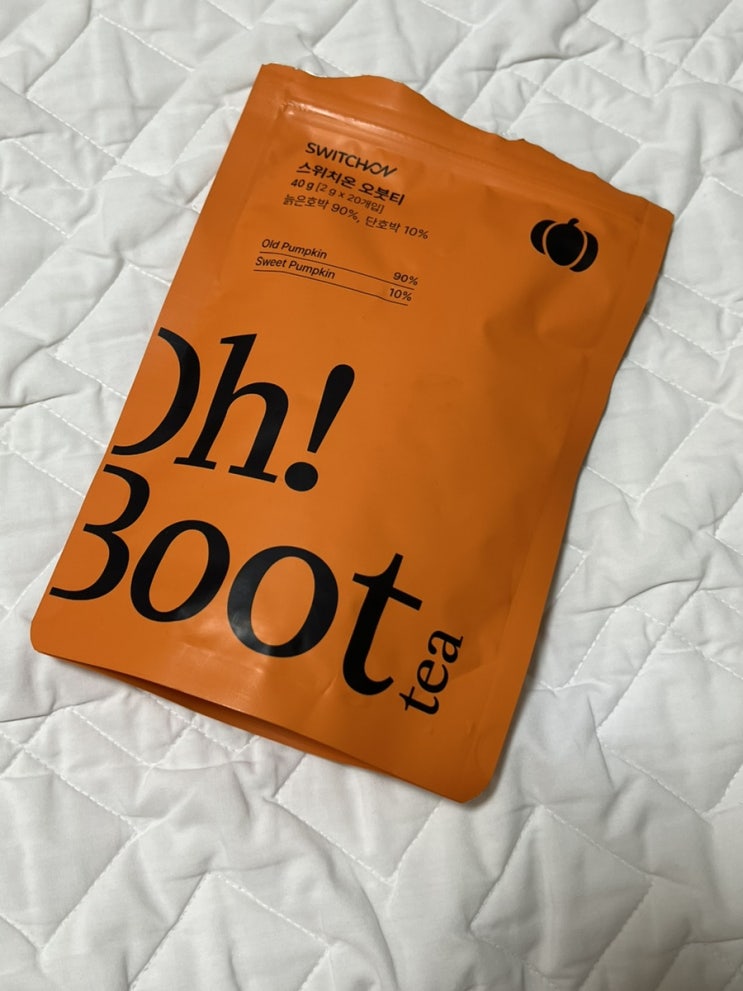 SWITCHON
스위치온 오붓티
40 g [2 g x 20개입]
늙은호박 90%, 단호박 10%
Old Pumpkin 90%
Sweet Pumpkin 10%
Oh!
Boot
tea